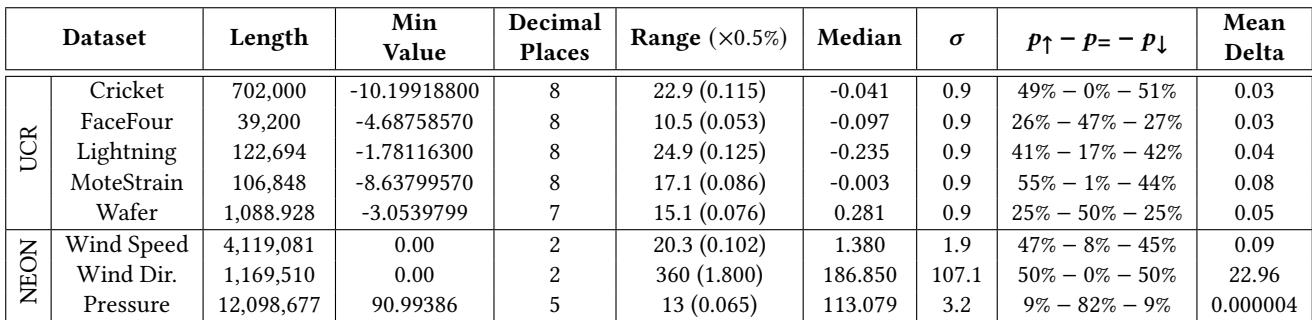 Dataset Length Min Value Decimal Places Range (×0.5%) Median σ p↑ − p= − p↓ Mean Delta
UCR
Cricket 702,000 -10.19918800 8 22.9 (0.115) -0.041 0.9 49% − 0% − 51% 0.03
FaceFour 39,200 -4.68758570 8 10.5 (0.053) -0.097 0.9 26% − 47% − 27% 0.03
Lightning 122,694 -1.78116300 8 24.9 (0.125) -0.235 0.9 41% − 17% − 42% 0.04
MoteStrain 106,848 -8.63799570 8 17.1 (0.086) -0.003 0.9 55% − 1% − 44% 0.08
Wafer 1,088.928 -3.0539799 7 15.1 (0.076) 0.281 0.9 25% − 50% − 25% 0.05
NEON
Wind Speed 4,119,081 0.00 2 20.3 (0.102) 1.380 1.9 47% − 8% − 45% 0.09
Wind Dir. 1,169,510 0.00 2 360 (1.800) 186.850 107.1 50% − 0% − 50% 22.96
Pressure 12,098,677 90.99386 5 13 (0.065) 113.079 3.2 9% − 82% − 9% 0.000004